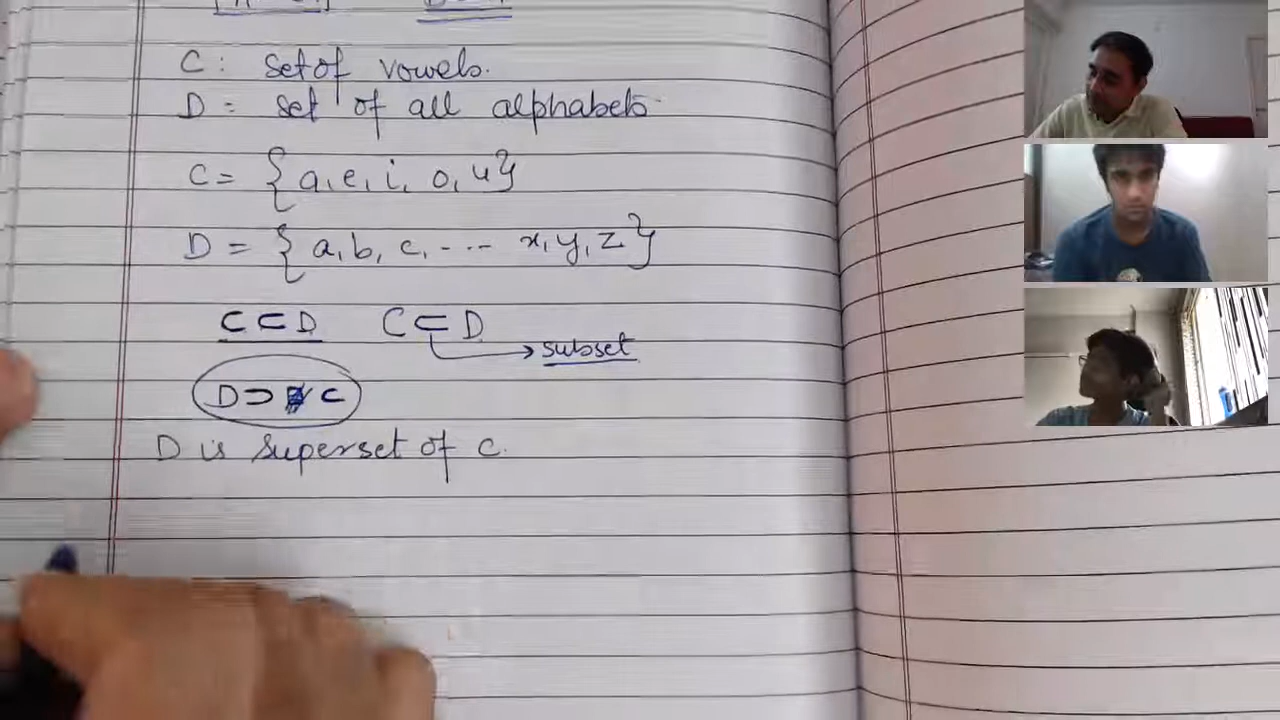 C: set of vowels.
D = set of all alphabets.
C = {a, e, i, o, u}
D = {a, b, c, --- x, y, z}
C ⊂ D C ⊂ D
subset
D ⊃ C
D is superset of C.